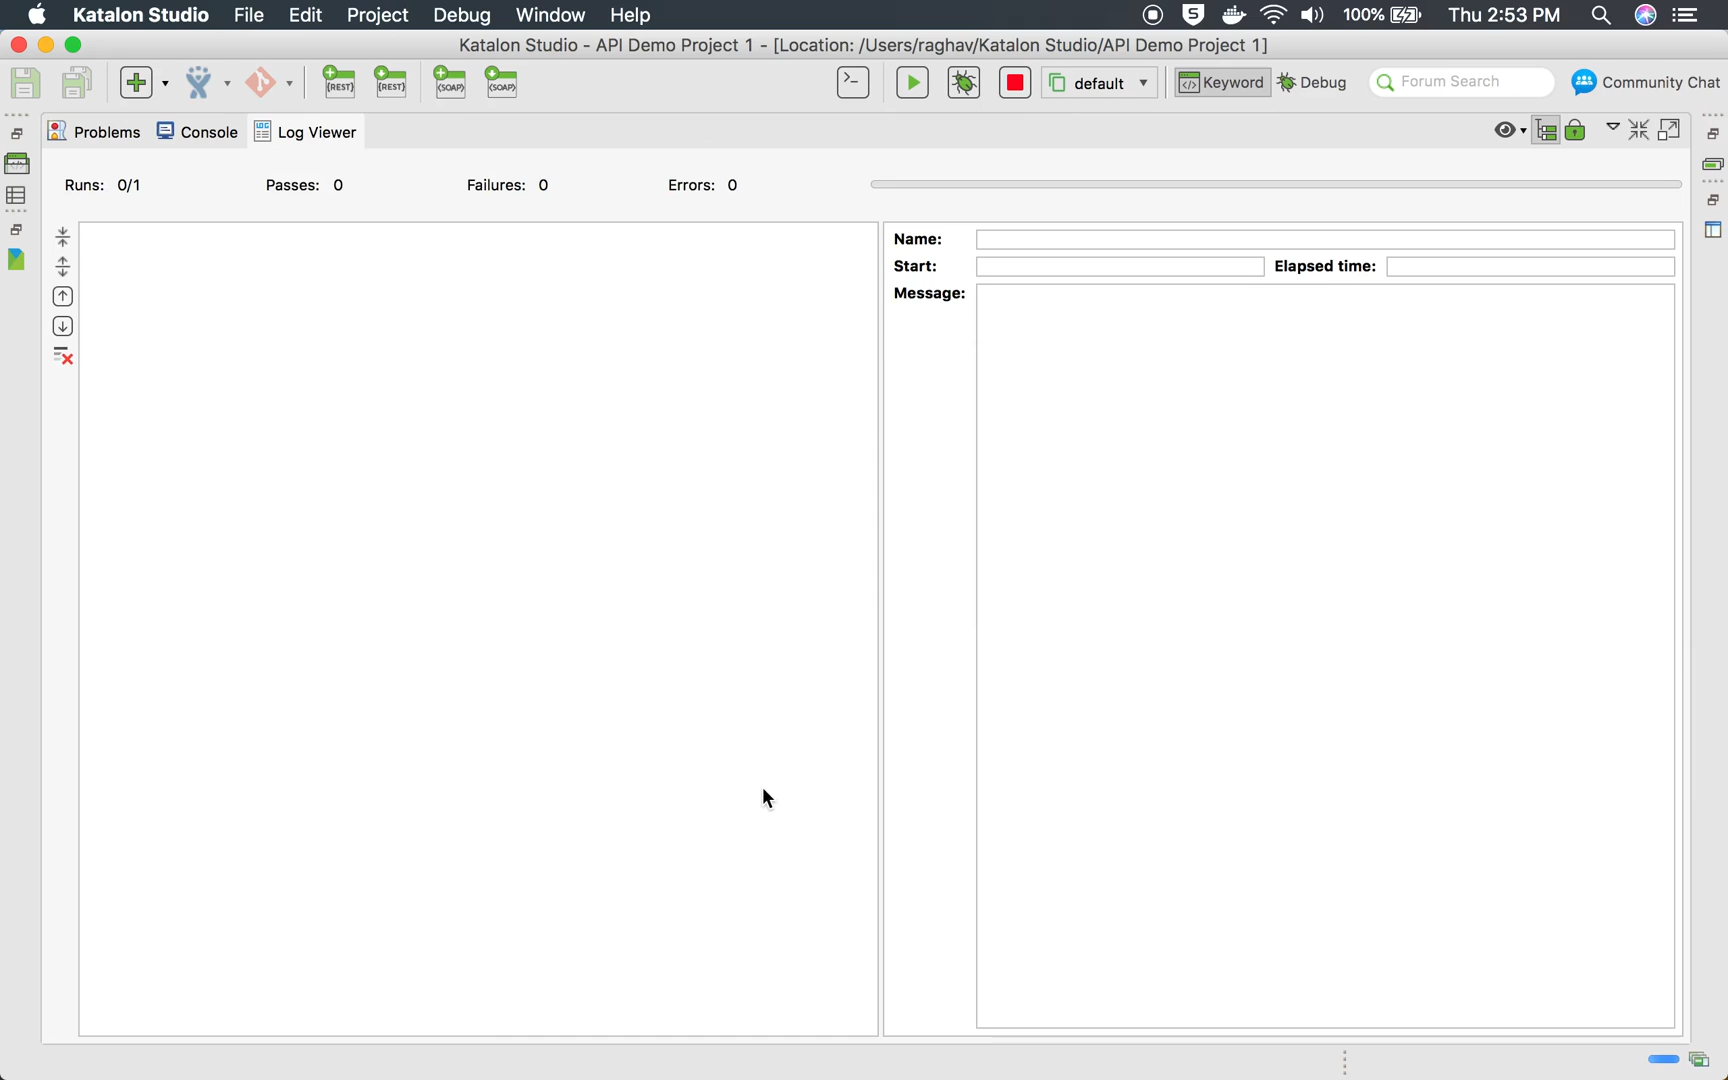 Katalon Studio File Edit Project Debug Window Help 100% Thu 2:53 PM
Katalon Studio - API Demo Project 1 - [Location: /Users/raghav/Katalon Studio/API Demo Project 1]
{REST} {REST} <SOAP> <SOAP> default Keyword Debug Forum Search Community Chat
Problems Console LOG Log Viewer
Runs: 0/1 Passes: 0 Failures: 0 Errors: 0
Name:
Start: Elapsed time:
Message: